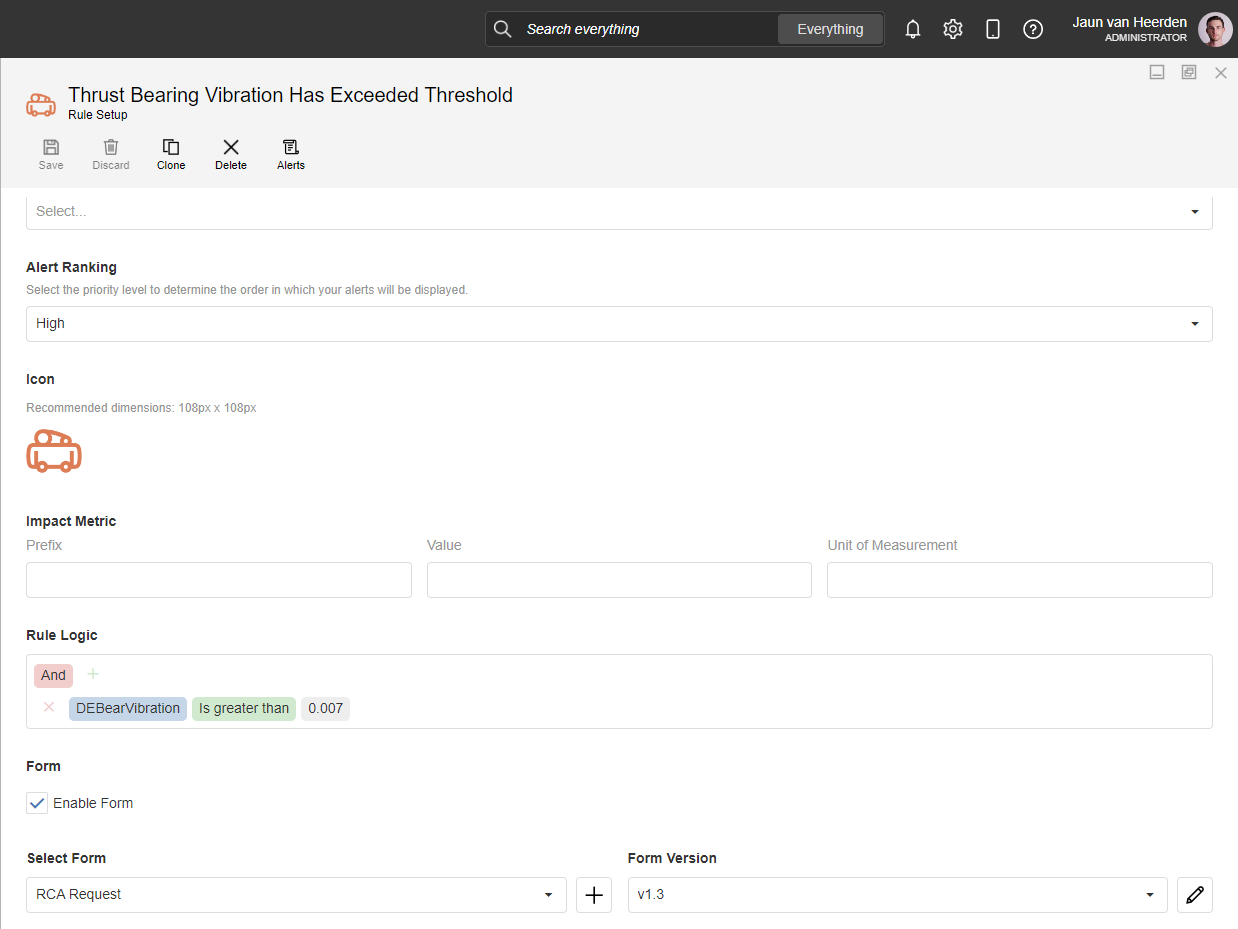 Search everything Everything
Jaun van Heerden
ADMINISTRATOR
Thrust Bearing Vibration Has Exceeded Threshold
Rule Setup
Save Discard Clone Delete Alerts
Select...
Alert Ranking
Select the priority level to determine the order in which your alerts will be displayed.
High
Icon
Recommended dimensions: 108px x 108px
Impact Metric
Prefix Value Unit of Measurement
Rule Logic
And
DEBearVibration Is greater than 0.007
Form
Enable Form
Select Form Form Version
RCA Request v1.3